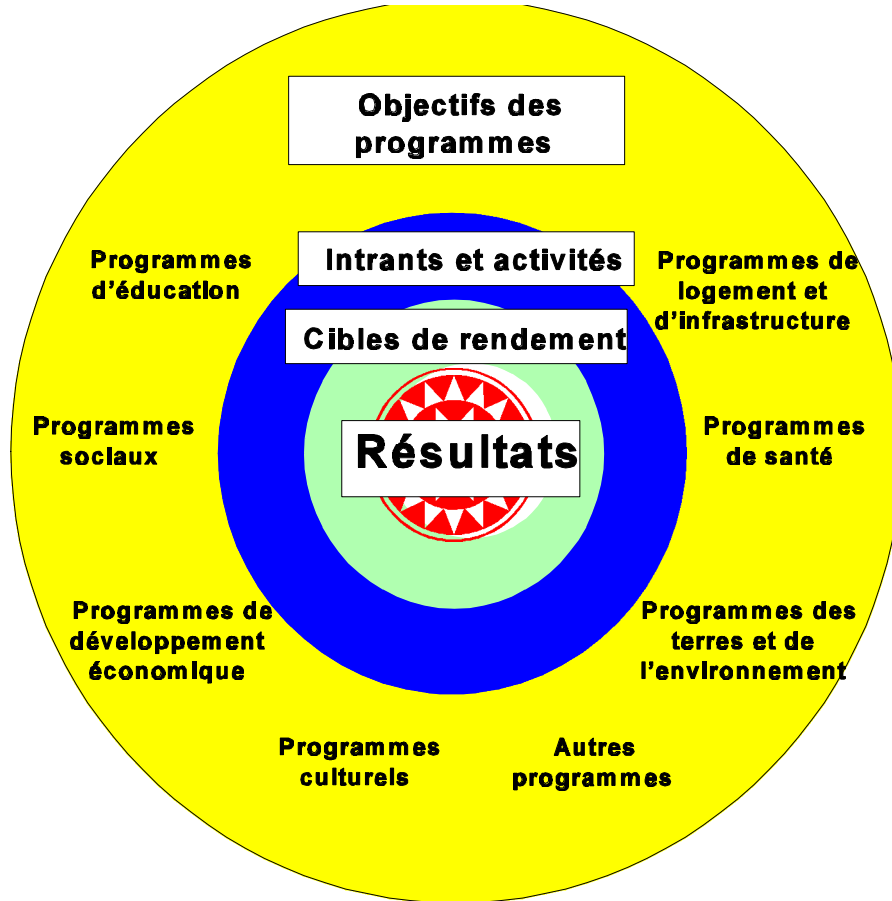 Objectifs des
programmes
Intrants et activités
Cibles de rendement
Résultats
Programmes
d'éducation
Programmes de
logement et
d'infrastructure
Programmes
sociaux
Programmes
de santé
Programmes de
développement
économique
Programmes des
terres et de
l'environnement
Programmes
culturels
Autres
programmes